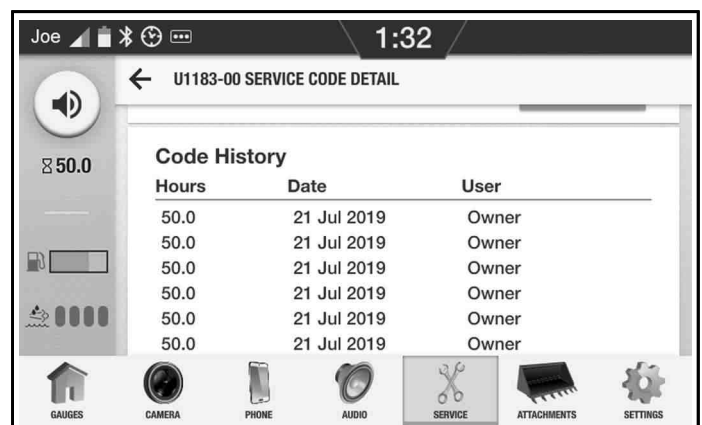 Joe 1:32
U1183-00 SERVICE CODE DETAIL
50.0
Code History
Hours Date User
50.0 21 Jul 2019 Owner
50.0 21 Jul 2019 Owner
50.0 21 Jul 2019 Owner
50.0 21 Jul 2019 Owner
50.0 21 Jul 2019 Owner
50.0 21 Jul 2019 Owner
GAUGES CAMERA PHONE AUDIO SERVICE ATTACHMENTS SETTINGS